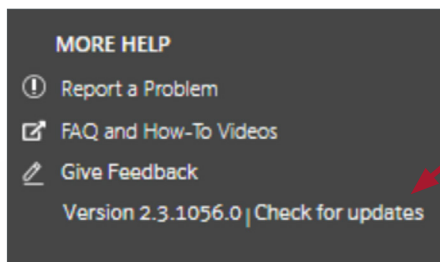 MORE HELP
Report a Problem
FAQ and How-To Videos
Give Feedback
Version 2.3.1056.0 | Check for updates